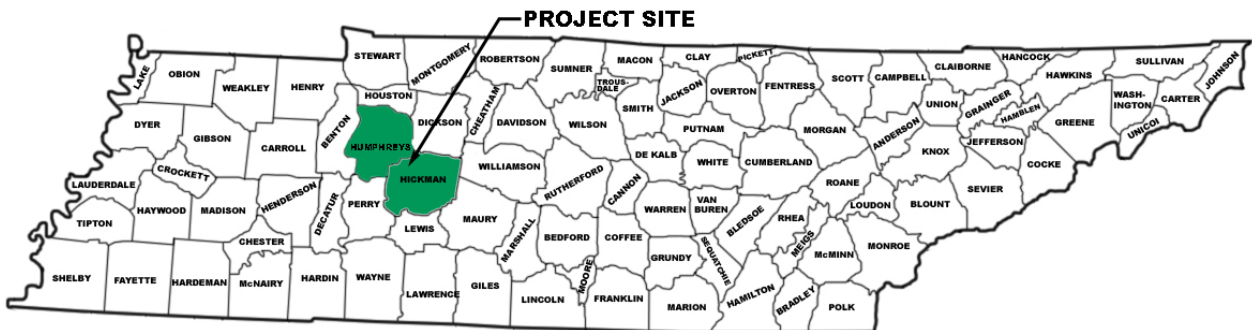 PROJECT SITE
STEWART
MONTGOMERY
ROBERTSON
SUMNER
MACON
CLAY
PICKETT
HANCOCK
CLAIBORNE
HAWKINS
SULLIVAN
JOHNSON
LAKE
OBION
WEAKLEY
HENRY
HOUSTON
TROUS-
DALE
SMITH
JACKSON
OVERTON
FENTRESS
SCOTT
CAMPBELL
UNION
GRAINGER
HAMBLEN
GREENE
WASH-
INGTON
CARTER
UNICOI
DYER
GIBSON
CARROLL
BENTON
HUMPHREYS
DICKSON
CHEATHAM
DAVIDSON
WILSON
DE KALB
PUTNAM
WHITE
CUMBERLAND
MORGAN
ANDERSON
KNOX
JEFFERSON
COCKE
SEVIER
LAUDERDALE
CROCKETT
TIPTON
HAYWOOD
MADISON
HENDERSON
DECATUR
PERRY
HICKMAN
WILLIAMSON
RUTHERFORD
CANNON
WARREN
VAN
BUREN
BLEDSOE
RHEA
ROANE
LOUDON
BLOUNT
CHESTER
LEWIS
MAURY
MARSHALL
BEDFORD
COFFEE
GRUNDY
SEQUATCHIE
MEIGS
McMINN
MONROE
SHELBY
FAYETTE
HARDEMAN
McNAIRY
HARDIN
WAYNE
LAWRENCE
GILES
LINCOLN
MOORE
FRANKLIN
MARION
HAMILTON
BRADLEY
POLK